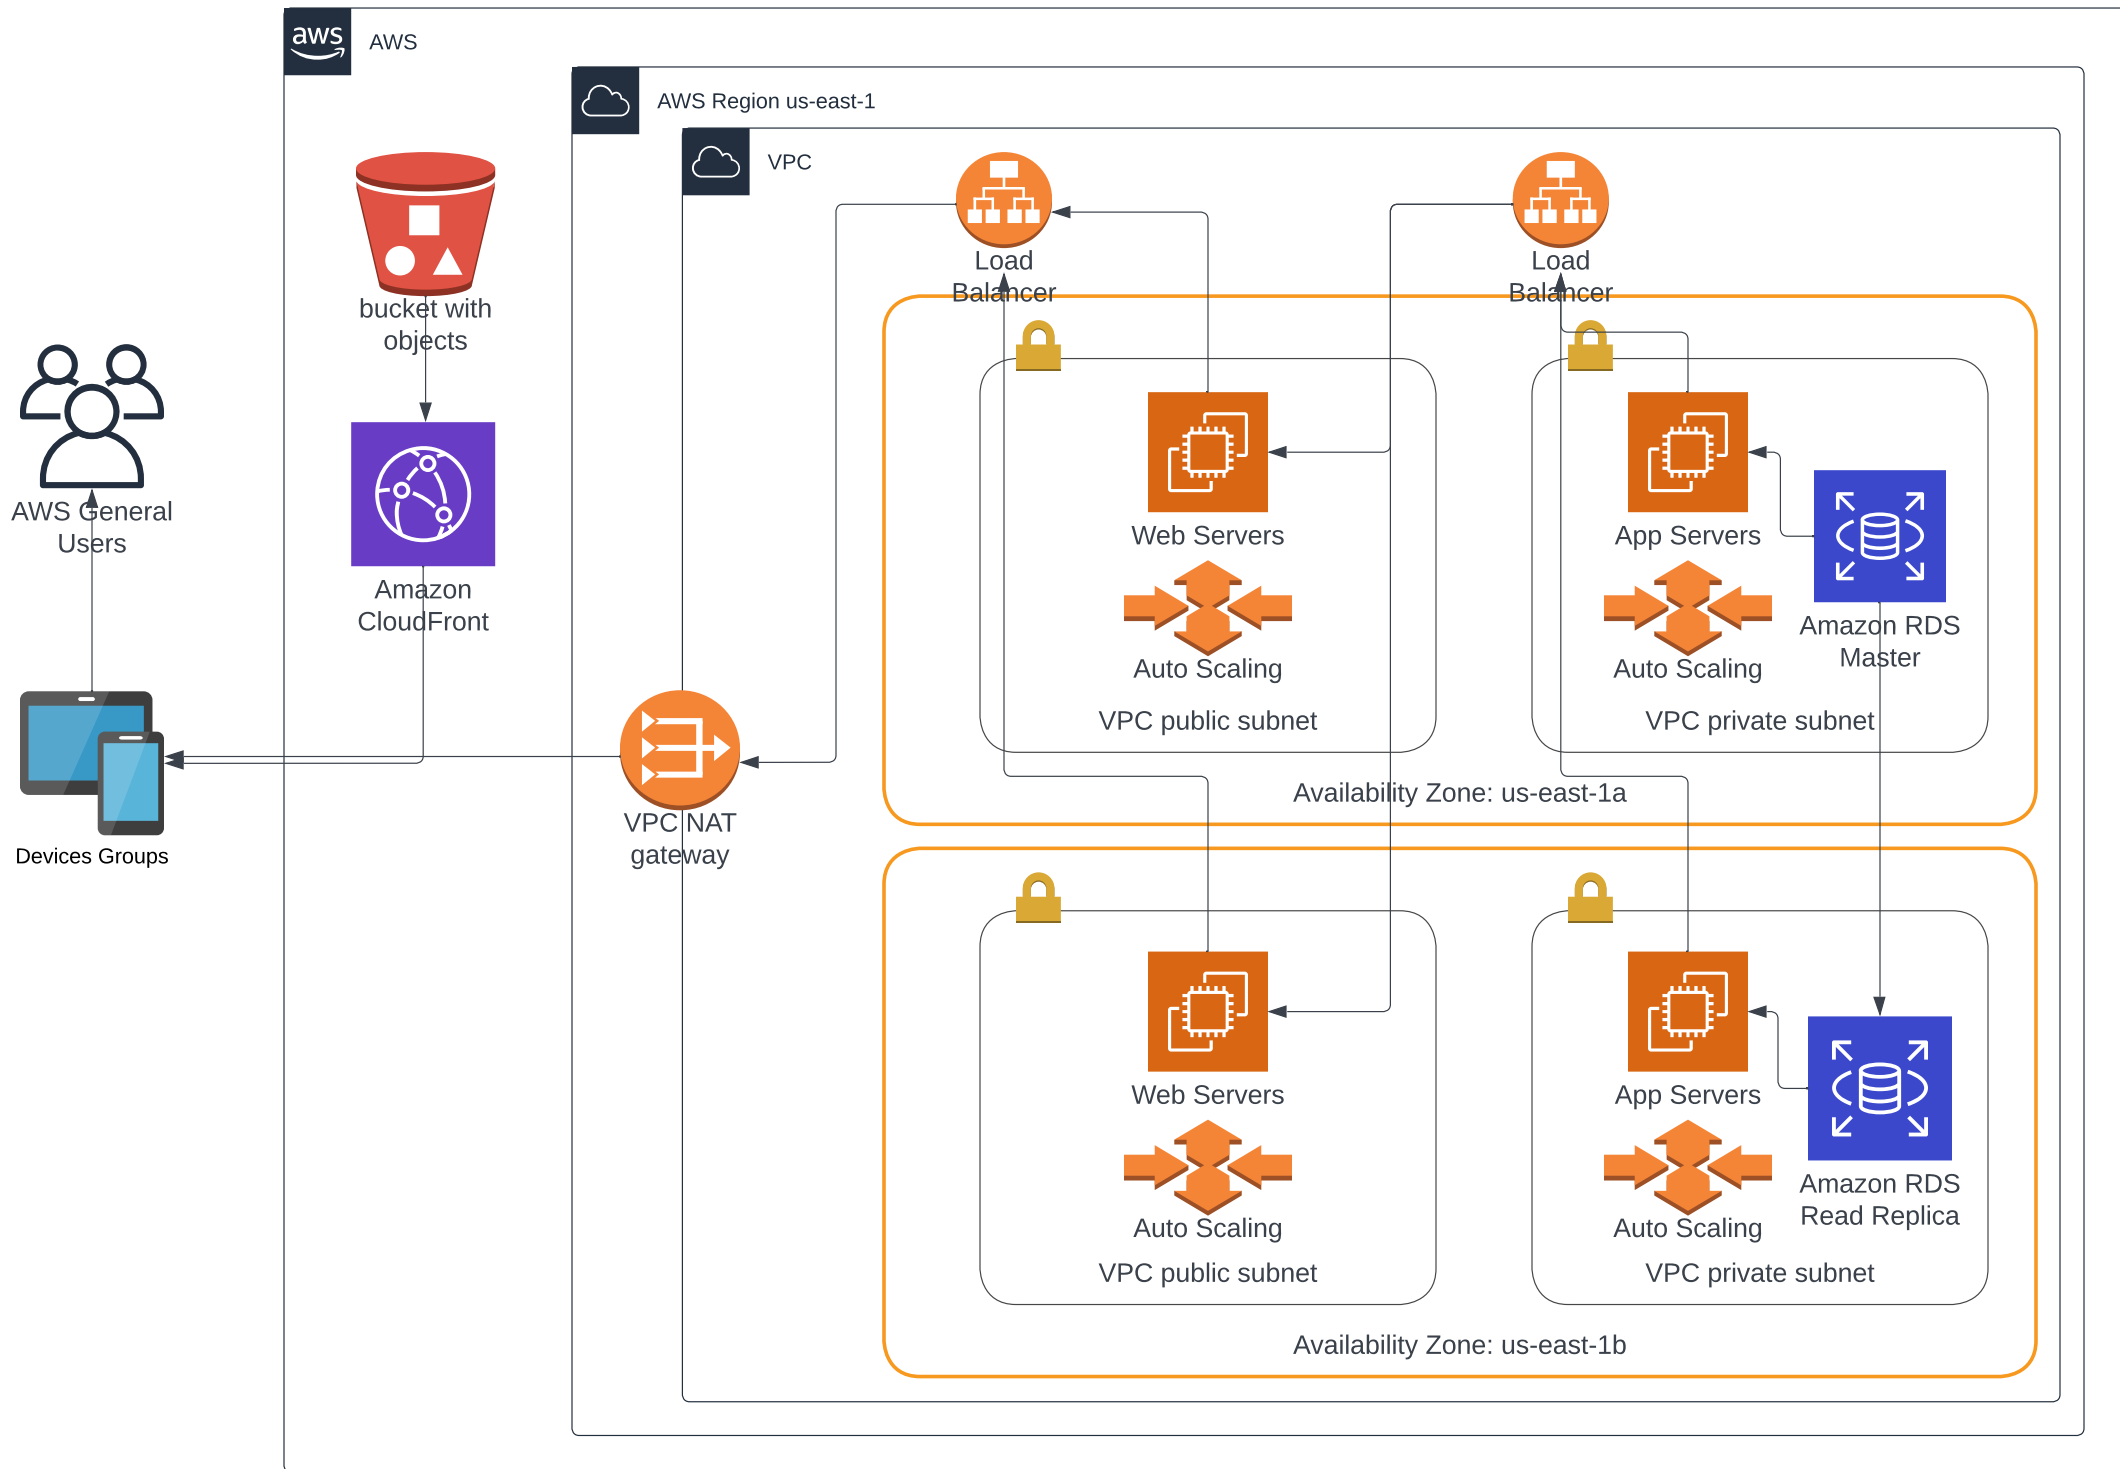 aws
AWS
AWS Region us-east-1
VPC
bucket with
objects
Load
Balancer
Load
Balancer
AWS General
Users
Amazon
CloudFront
Web Servers
App Servers
Amazon RDS
Master
Auto Scaling
Auto Scaling
VPC public subnet
VPC private subnet
Availability Zone: us-east-1a
VPC NAT
gateway
Devices Groups
Web Servers
App Servers
Amazon RDS
Read Replica
Auto Scaling
Auto Scaling
VPC public subnet
VPC private subnet
Availability Zone: us-east-1b